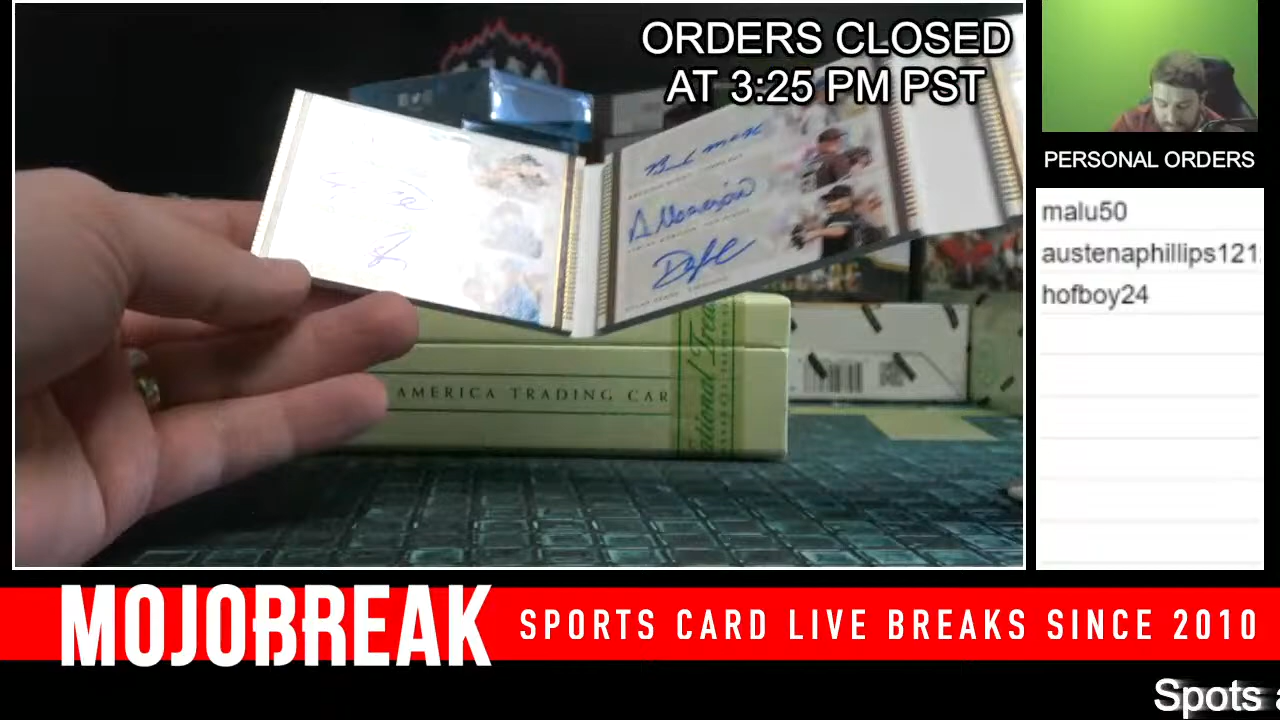 ORDERS CLOSED
AT 3:25 PM PST
PERSONAL ORDERS
malu50
austenaphillips121
hofboy24
AMERICA TRADING CAR
MOJOBREAK
SPORTS CARD LIVE BREAKS SINCE 2010
Spots